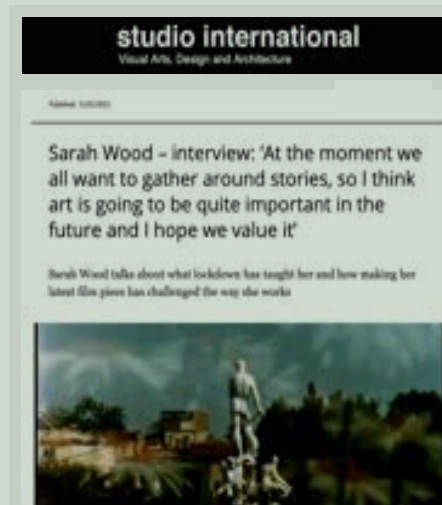 studio international
Visual Arts, Design and Architecture
Sarah Wood – interview: ‘At the moment we
all want to gather around stories, so I think
art is going to be quite important in the
future and I hope we value it’
Sarah Wood talks about what lockdown has taught her and how making her
latest film piece has challenged the way she works